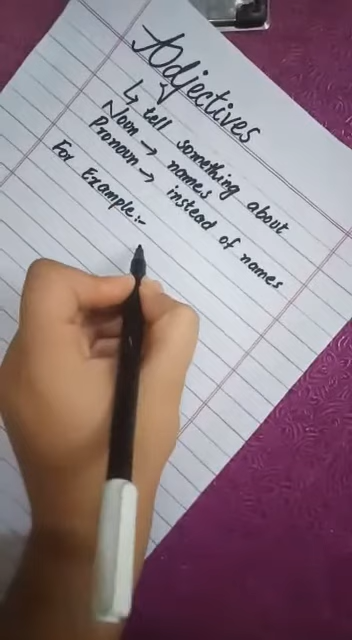 Adjectives
↳ tell something about
Noun → names
Pronoun → instead of names
For Example:-